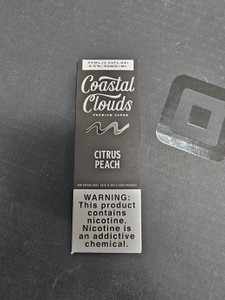 Coastal
Clouds
PREMIUM VAPOR
CITRUS
PEACH
WARNING:
This product
contains
nicotine.
Nicotine is
an addictive
chemical.